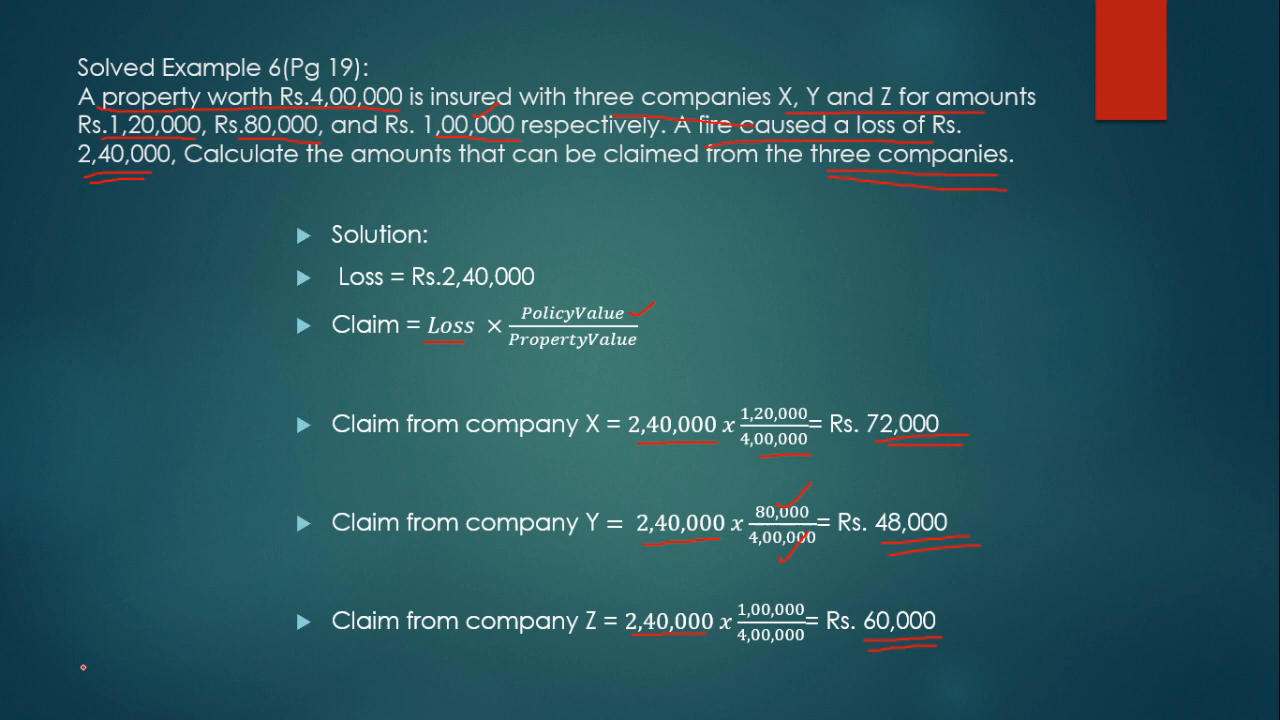 Solved Example 6(Pg 19):
A property worth Rs.4,00,000 is insured with three companies X, Y and Z for amounts
Rs.1,20,000, Rs.80,000, and Rs. 1,00,000 respectively. A fire caused a loss of Rs.
2,40,000, Calculate the amounts that can be claimed from the three companies.
Solution:
Loss = Rs.2,40,000
Claim = Loss × PolicyValue/PropertyValue
Claim from company X = 2,40,000 x 1,20,000/4,00,000 = Rs. 72,000
Claim from company Y = 2,40,000 x 80,000/4,00,000 = Rs. 48,000
Claim from company Z = 2,40,000 x 1,00,000/4,00,000 = Rs. 60,000